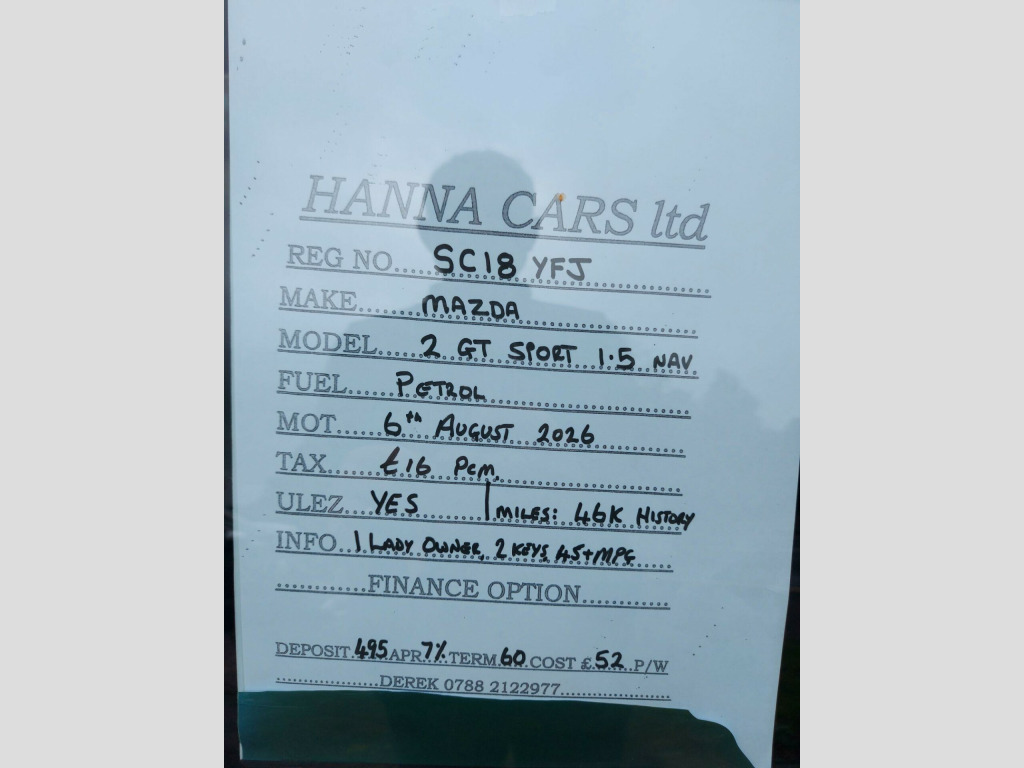 HANNA CARS ltd
REG NO..... SC18 YFJ
MAKE........ MAZDA
MODEL..... 2 GT SPORT 1.5 NAV.
FUEL...... PETROL
MOT...... 6th AUGUST 2026
TAX...... £16 PCM.
ULEZ... YES | MILES: 46K HISTORY
INFO.. 1 LADY OWNER, 2 KEYS, 45+MPG
............FINANCE OPTION............
DEPOSIT.495.APR.7%.TERM.60.COST £.52..P/W
..................DEREK 0788 2122977...................